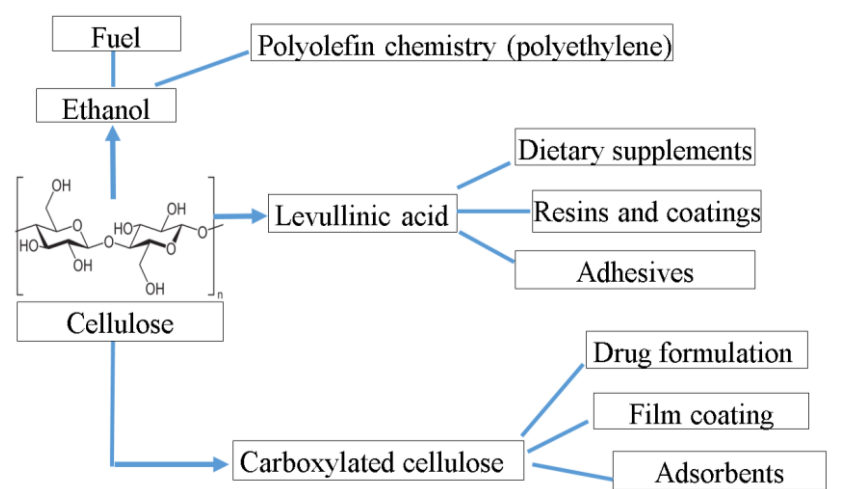 Fuel
Polyolefin chemistry (polyethylene)
Ethanol
Dietary supplements
OH
OH
HO
O
Levullinic acid
Resins and coatings
O
HO
O
O
OH
OH
n
Adhesives
Cellulose
Drug formulation
Film coating
Carboxylated cellulose
Adsorbents